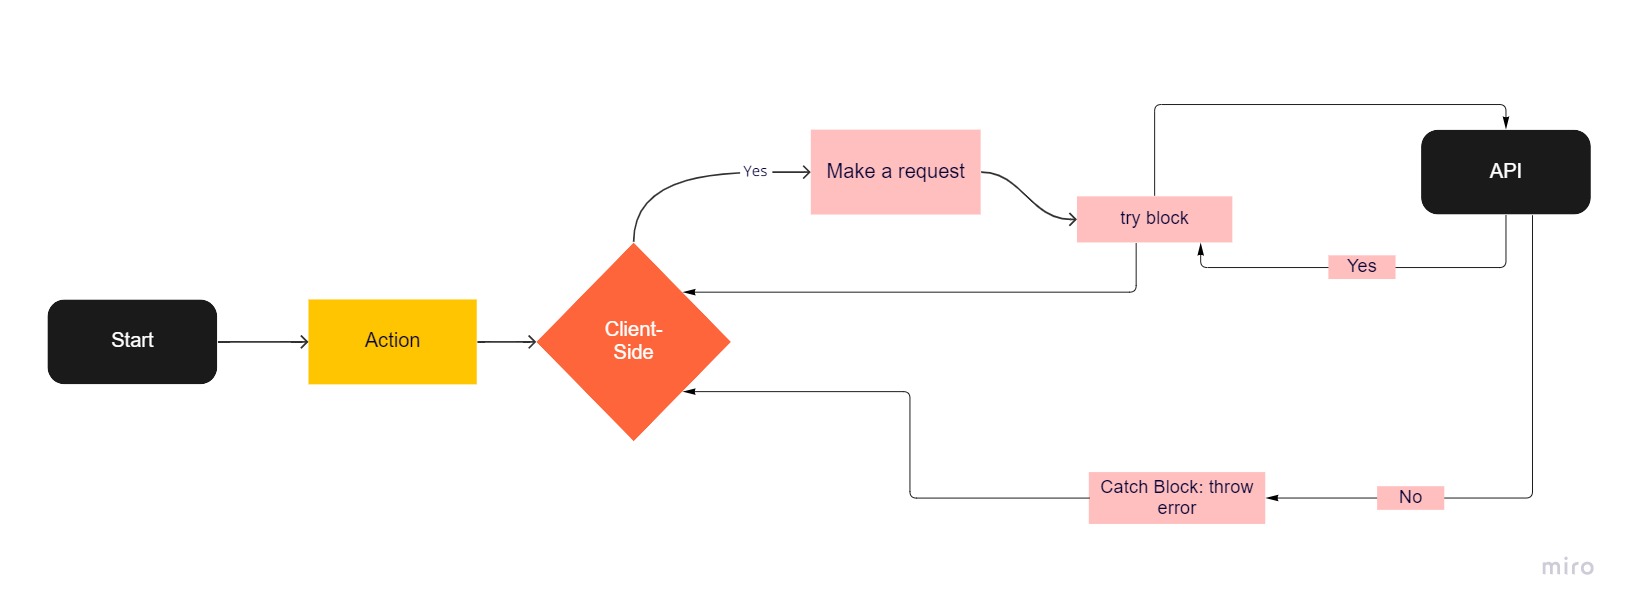 Start
Action
Client-
Side
Yes
Make a request
try block
API
Yes
No
Catch Block: throw
error
miro